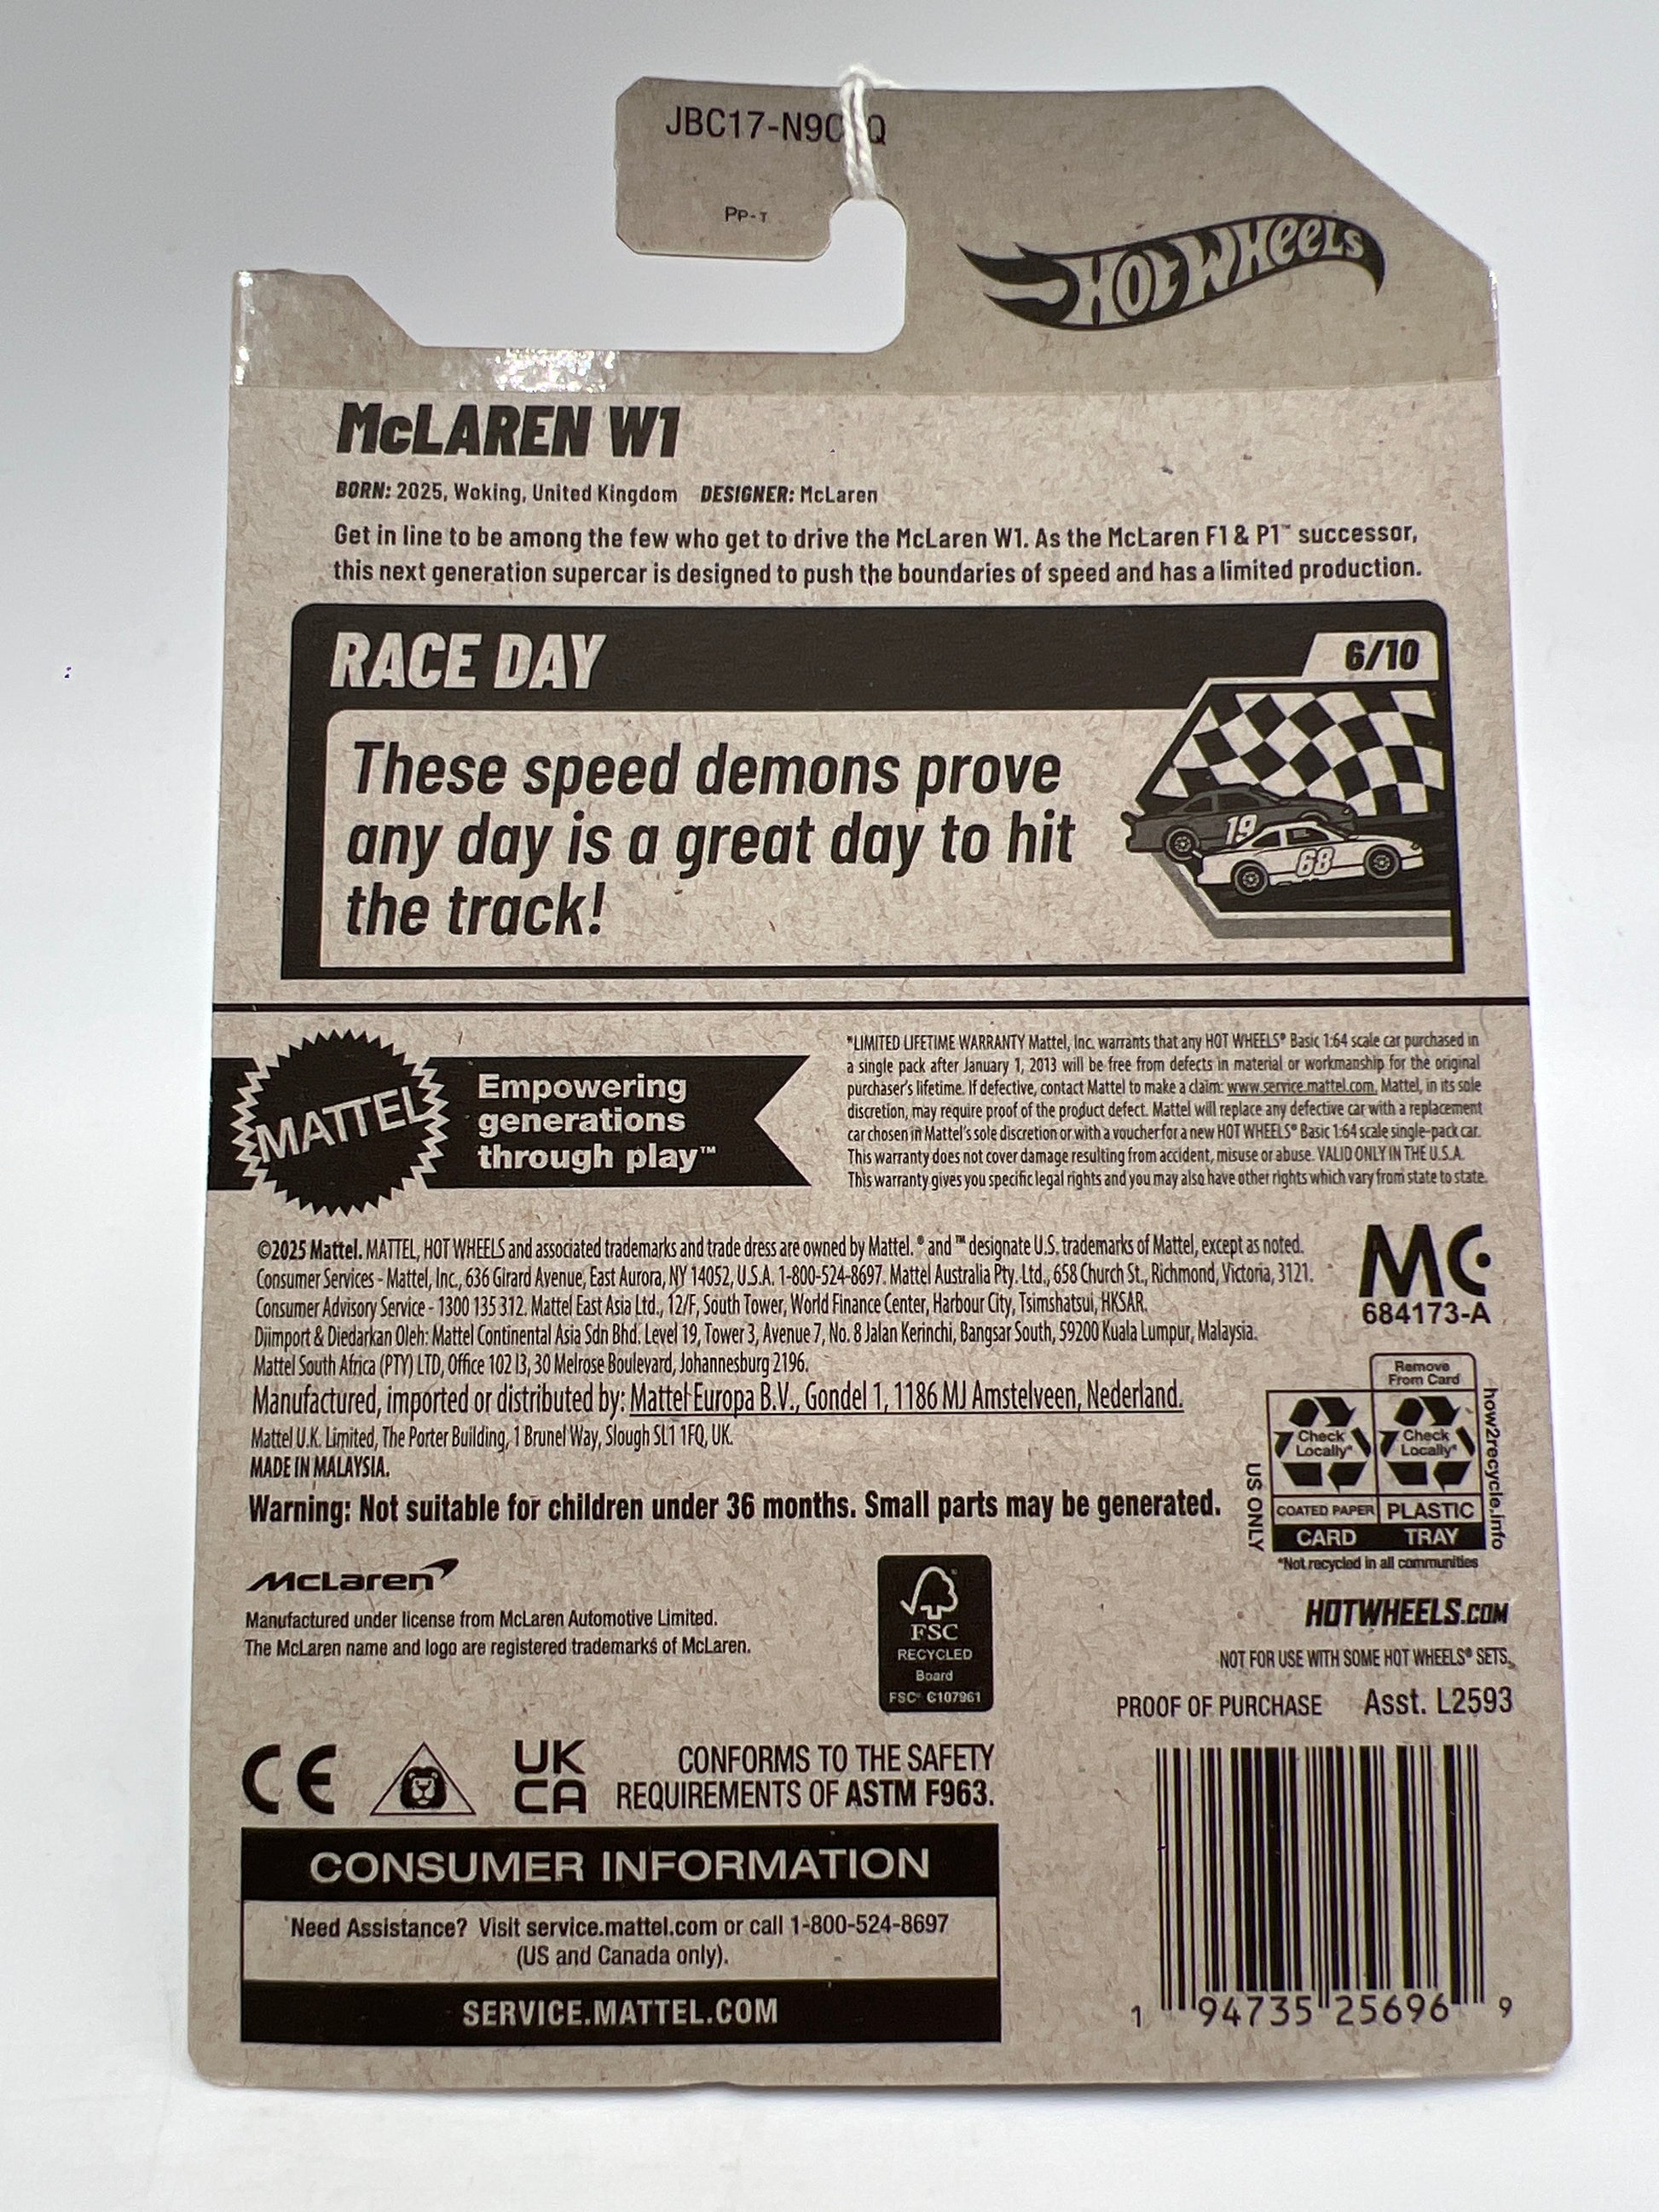 JBC17-N9
Q
PP-T
HOT WHEELS
McLAREN W1
BORN: 2025, Woking, United Kingdom DESIGNER: McLaren
Get in line to be among the few who get to drive the McLaren W1. As the McLaren F1 & P1™ successor,
this next generation supercar is designed to push the boundaries of speed and has a limited production.
RACE DAY
6/10
These speed demons prove
any day is a great day to hit
the track!
19
68
MATTEL
Empowering
generations
through play™
*LIMITED LIFETIME WARRANTY Mattel, Inc. warrants that any HOT WHEELS® Basic 1:64 scale car purchased in
a single pack after January 1, 2013 will be free from defects in material or workmanship for the original
purchaser's lifetime. If defective, contact Mattel to make a claim: www.service.mattel.com. Mattel, in its sole
discretion, may require proof of the product defect. Mattel will replace any defective car with a replacement
car chosen in Mattel's sole discretion or with a voucher for a new HOT WHEELS® Basic 1:64 scale single-pack car.
This warranty does not cover damage resulting from accident, misuse or abuse. VALID ONLY IN THE U.S.A.
This warranty gives you specific legal rights and you may also have other rights which vary from state to state.
©2025 Mattel. MATTEL, HOT WHEELS and associated trademarks and trade dress are owned by Mattel. ® and ™ designate U.S. trademarks of Mattel, except as noted.
Consumer Services - Mattel, Inc., 636 Girard Avenue, East Aurora, NY 14052, U.S.A. 1-800-524-8697. Mattel Australia Pty. Ltd., 658 Church St., Richmond, Victoria, 3121.
Consumer Advisory Service - 1300 135 312. Mattel East Asia Ltd., 12/F, South Tower, World Finance Center, Harbour City, Tsimshatsui, HKSAR.
Diimport & Diedarkan Oleh: Mattel Continental Asia Sdn Bhd. Level 19, Tower 3, Avenue 7, No. 8 Jalan Kerinchi, Bangsar South, 59200 Kuala Lumpur, Malaysia.
Mattel South Africa (PTY) LTD, Office 102 I3, 30 Melrose Boulevard, Johannesburg 2196.
Manufactured, imported or distributed by: Mattel Europa B.V., Gondel 1, 1186 MJ Amstelveen, Nederland.
Mattel U.K. Limited, The Porter Building, 1 Brunel Way, Slough SL1 1FQ, UK.
MADE IN MALAYSIA.
Warning: Not suitable for children under 36 months. Small parts may be generated.
MC
684173-A
Remove
From Card
Check
Locally*
Check
Locally*
COATED PAPER
PLASTIC
CARD
TRAY
US ONLY
how2recycle.info
*Not recycled in all communities
McLaren
Manufactured under license from McLaren Automotive Limited.
The McLaren name and logo are registered trademarks of McLaren.
FSC
RECYCLED
Board
FSC® C107961
HOTWHEELS.COM
NOT FOR USE WITH SOME HOT WHEELS® SETS.
PROOF OF PURCHASE Asst. L2593
CE
UK
CA
CONFORMS TO THE SAFETY
REQUIREMENTS OF ASTM F963.
CONSUMER INFORMATION
Need Assistance? Visit service.mattel.com or call 1-800-524-8697
(US and Canada only).
SERVICE.MATTEL.COM
1 94735 25696 9